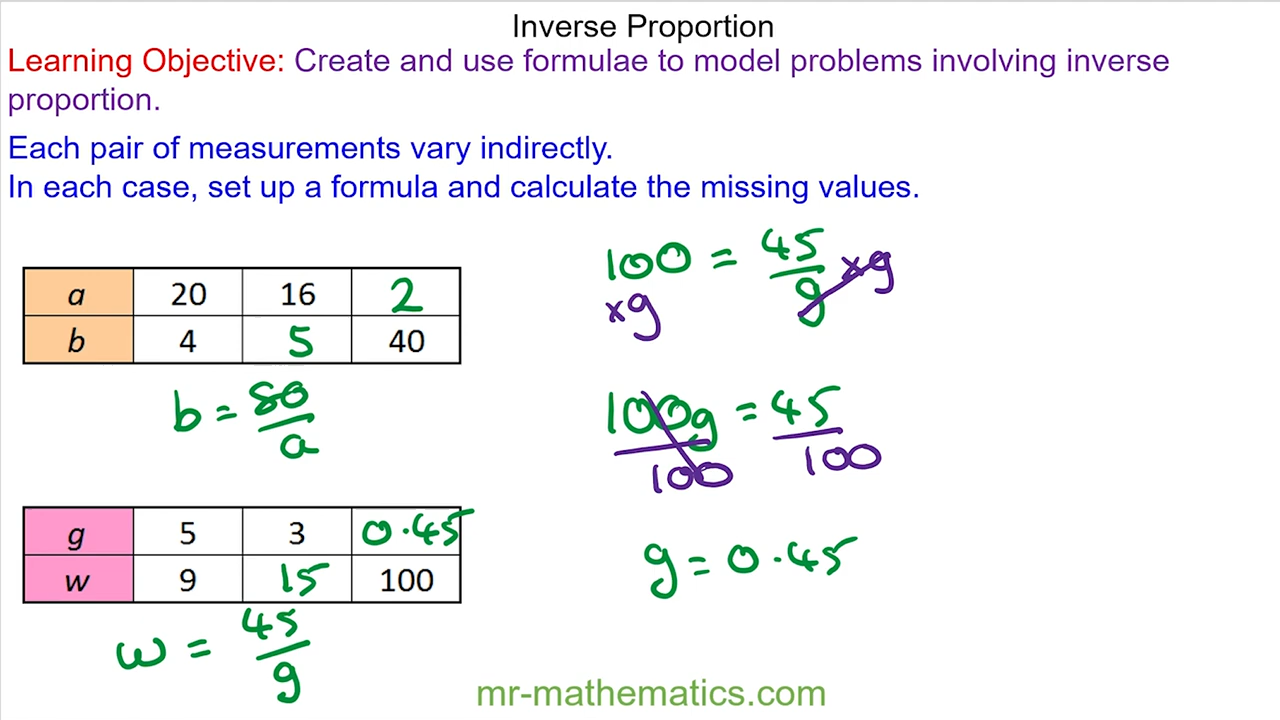 Inverse Proportion
Learning Objective: Create and use formulae to model problems involving inverse
proportion.
Each pair of measurements vary indirectly.
In each case, set up a formula and calculate the missing values.
a 20 16 2
b 4 5 40
b = 80/a
g 5 3 0.45
w 9 15 100
w = 45/g
100 = 45/g ×g
×g
100g/100 = 45/100
g = 0.45
mr-mathematics.com